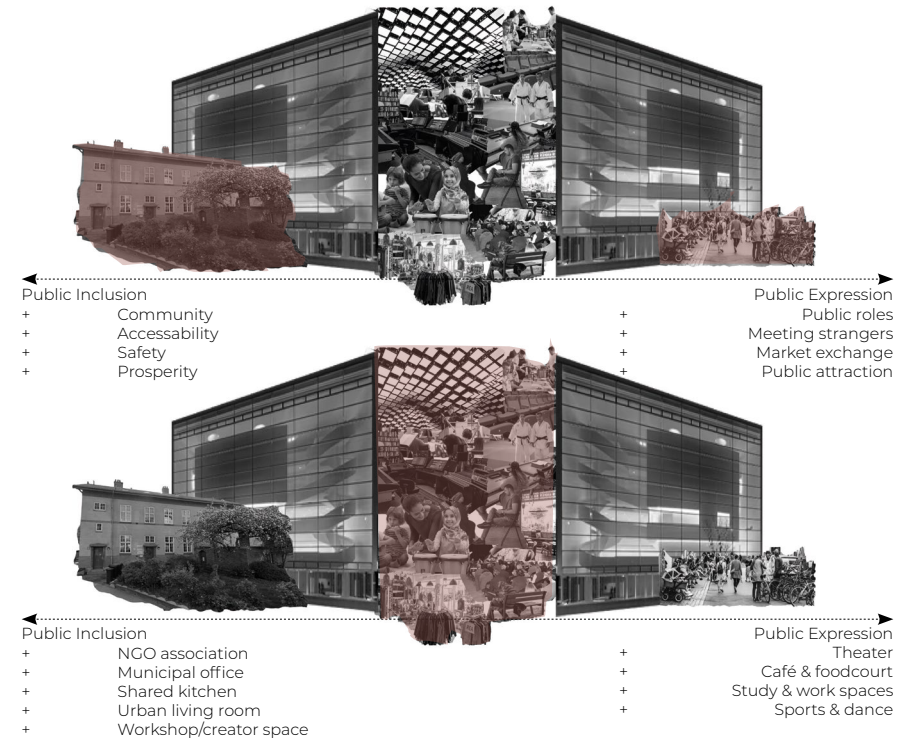 Public Inclusion
+ Community
+ Accessability
+ Safety
+ Prosperity
Public Expression
+ Public roles
+ Meeting strangers
+ Market exchange
+ Public attraction
Public Inclusion
+ NGO association
+ Municipal office
+ Shared kitchen
+ Urban living room
+ Workshop/creator space
Public Expression
+ Theater
+ Café & foodcourt
+ Study & work spaces
+ Sports & dance